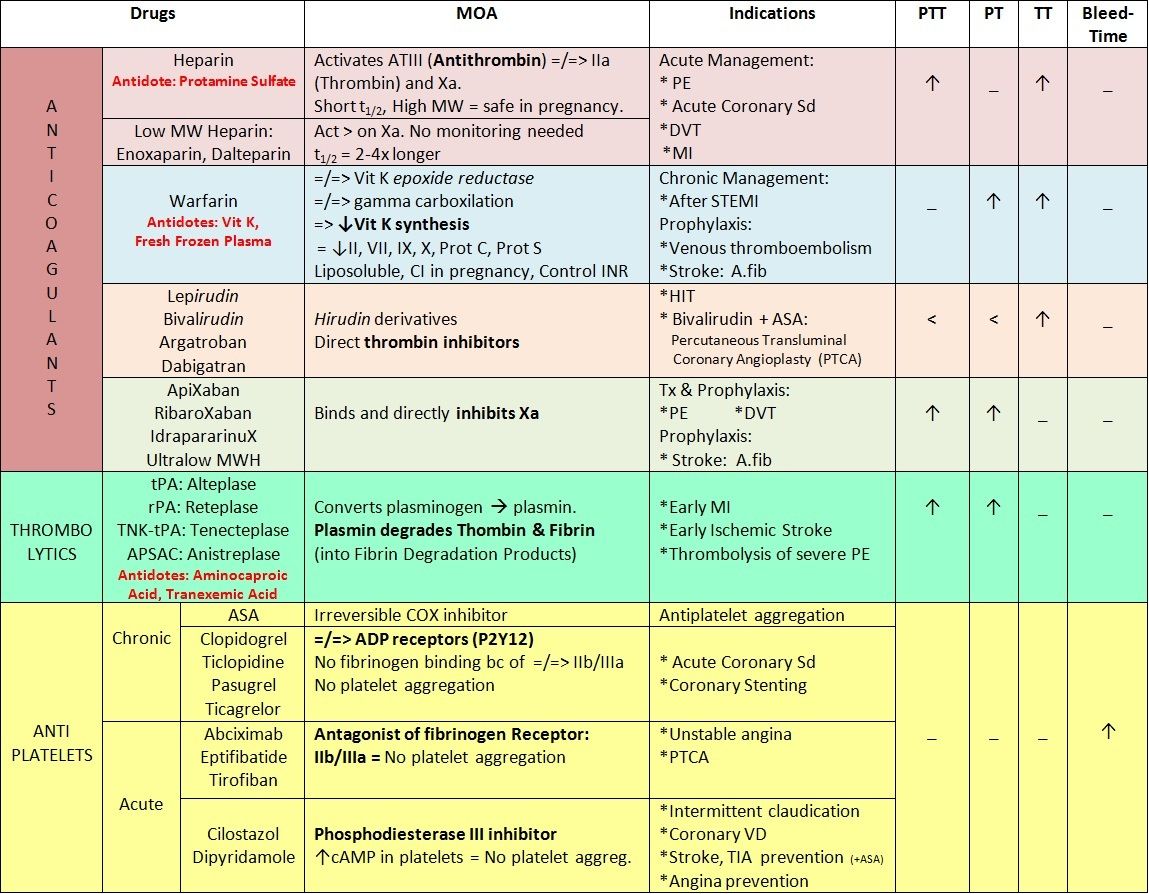 Drugs MOA Indications PTT PT TT Bleed-
Time
ANTICOAGULANTS
Heparin
Antidote: Protamine Sulfate
Activates ATIII (Antithrombin) =/=> IIa
(Thrombin) and Xa.
Short t1/2, High MW = safe in pregnancy.
Acute Management:
* PE
* Acute Coronary Sd
*DVT
*MI
↑ _ ↑ _
Low MW Heparin:
Enoxaparin, Dalteparin
Act > on Xa. No monitoring needed
t1/2 = 2-4x longer
Warfarin
Antidotes: Vit K,
Fresh Frozen Plasma
=/=> Vit K epoxide reductase
=/=> gamma carboxilation
=> ↓Vit K synthesis
= ↓II, VII, IX, X, Prot C, Prot S
Liposoluble, CI in pregnancy, Control INR
Chronic Management:
*After STEMI
Prophylaxis:
*Venous thromboembolism
*Stroke: A.fib
_ ↑ ↑ _
Lepirudin
Bivalirudin
Argatroban
Dabigatran
Hirudin derivatives
Direct thrombin inhibitors
*HIT
* Bivalirudin + ASA:
Percutaneous Transluminal
Coronary Angioplasty (PTCA)
< < ↑ _
ApiXaban
RibaroXaban
IdrapararinuX
Ultralow MWH
Binds and directly inhibits Xa
Tx & Prophylaxis:
*PE *DVT
Prophylaxis:
* Stroke: A.fib
↑ ↑ _ _
THROMBO
LYTICS
tPA: Alteplase
rPA: Reteplase
TNK-tPA: Tenecteplase
APSAC: Anistreplase
Antidotes: Aminocaproic
Acid, Tranexemic Acid
Converts plasminogen → plasmin.
Plasmin degrades Thombin & Fibrin
(into Fibrin Degradation Products)
*Early MI
*Early Ischemic Stroke
*Thrombolysis of severe PE
↑ ↑ _ _
ANTI
PLATELETS
Chronic
ASA
Irreversible COX inhibitor
Antiplatelet aggregation
Clopidogrel
Ticlopidine
Pasugrel
Ticagrelor
=/=> ADP receptors (P2Y12)
No fibrinogen binding bc of =/=> IIb/IIIa
No platelet aggregation
* Acute Coronary Sd
*Coronary Stenting
Acute
Abciximab
Eptifibatide
Tirofiban
Antagonist of fibrinogen Receptor:
IIb/IIIa = No platelet aggregation
*Unstable angina
*PTCA
_ _ _ ↑
Cilostazol
Dipyridamole
Phosphodiesterase III inhibitor
↑cAMP in platelets = No platelet aggreg.
*Intermittent claudication
*Coronary VD
*Stroke, TIA prevention (+ASA)
*Angina prevention